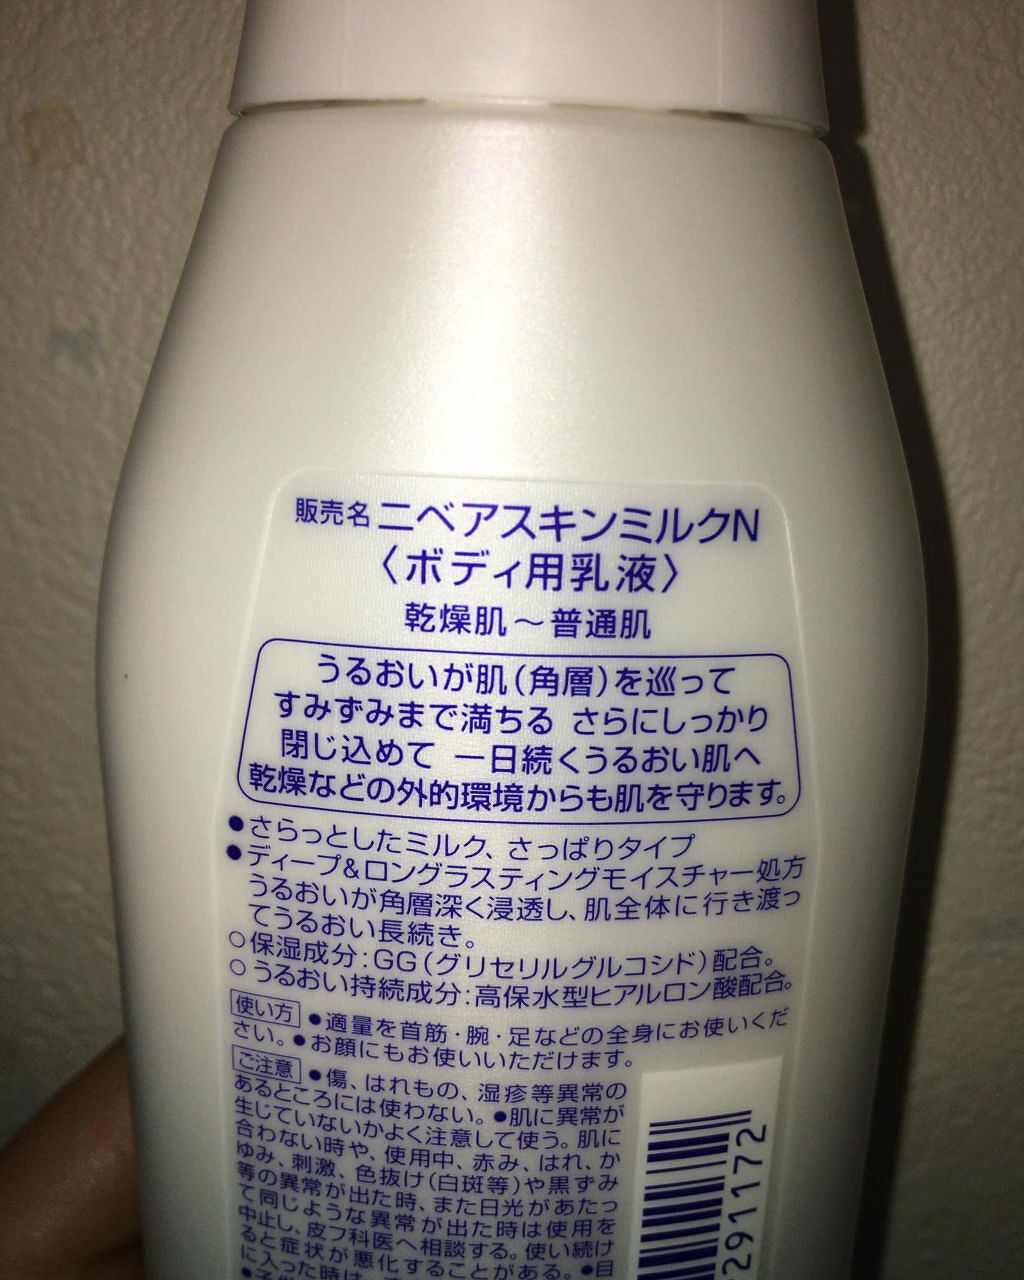 販売名 ニベアスキンミルクN
〈ボディ用乳液〉
乾燥肌～普通肌
うるおいが肌(角層)を巡って
すみずみまで満ちる さらにしっかり
閉じ込めて 一日続くうるおい肌へ
乾燥などの外的環境からも肌を守ります。
●さらっとしたミルク、さっぱりタイプ
●ディープ&ロングラスティングモイスチャー処方
うるおいが角層深く浸透し、肌全体に行き渡っ
てうるおい長続き。
○保湿成分:GG(グリセリルグルコシド)配合。
○うるおい持続成分:高保水型ヒアルロン酸配合。
使い方 ●適量を首筋・腕・足などの全身にお使いくだ
さい。●お顔にもお使いいただけます。
ご注意 ●傷、はれもの、湿疹等異常の
あるところには使わない。●肌に異常が
生じていないかよく注意して使う。肌に
合わない時や、使用中、赤み、はれ、か
ゆみ、刺激、色抜け(白斑等)や黒ずみ
等の異常が出た時、また日光があたっ
て同じような異常が出た時は使用を
中止し、皮フ科医へ相談する。使い続け
ると症状が悪化することがある。●目
に入った時は、
2911172